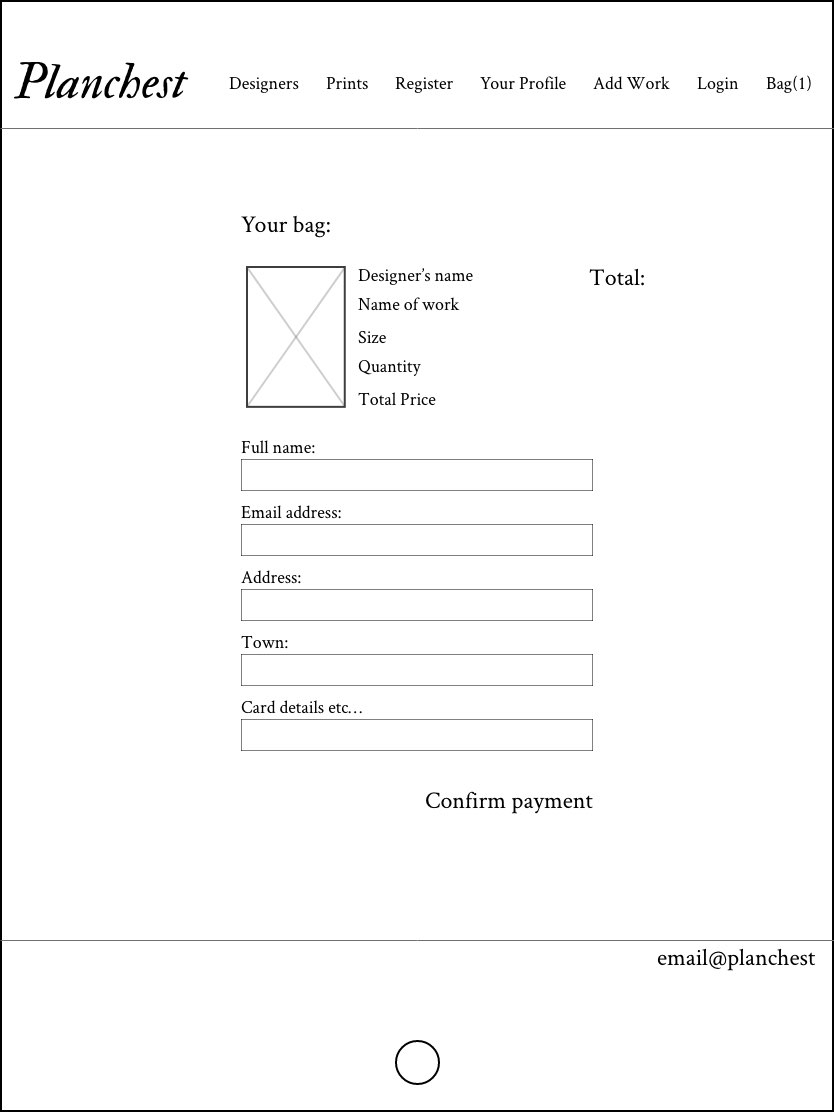 Planchest Designers Prints Register Your Profile Add Work Login Bag(1)
Your bag:
Designer’s name
Total:
Name of work
Size
Quantity
Total Price
Full name:
Email address:
Address:
Town:
Card details etc…
Confirm payment
email@planchest